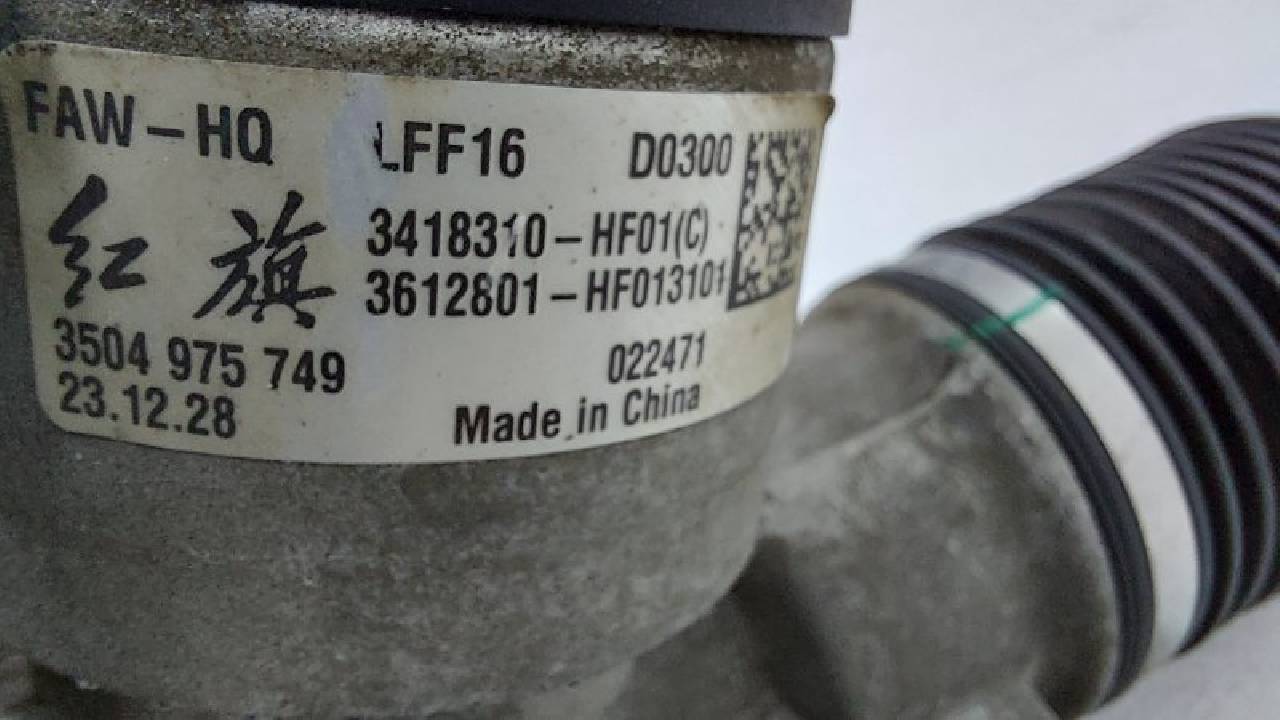 FAW-HQ LFF16 D0300
红旗 3418310-HF01(C)
3612801-HF013101
3504 975 749 022471
23.12.28 Made in China